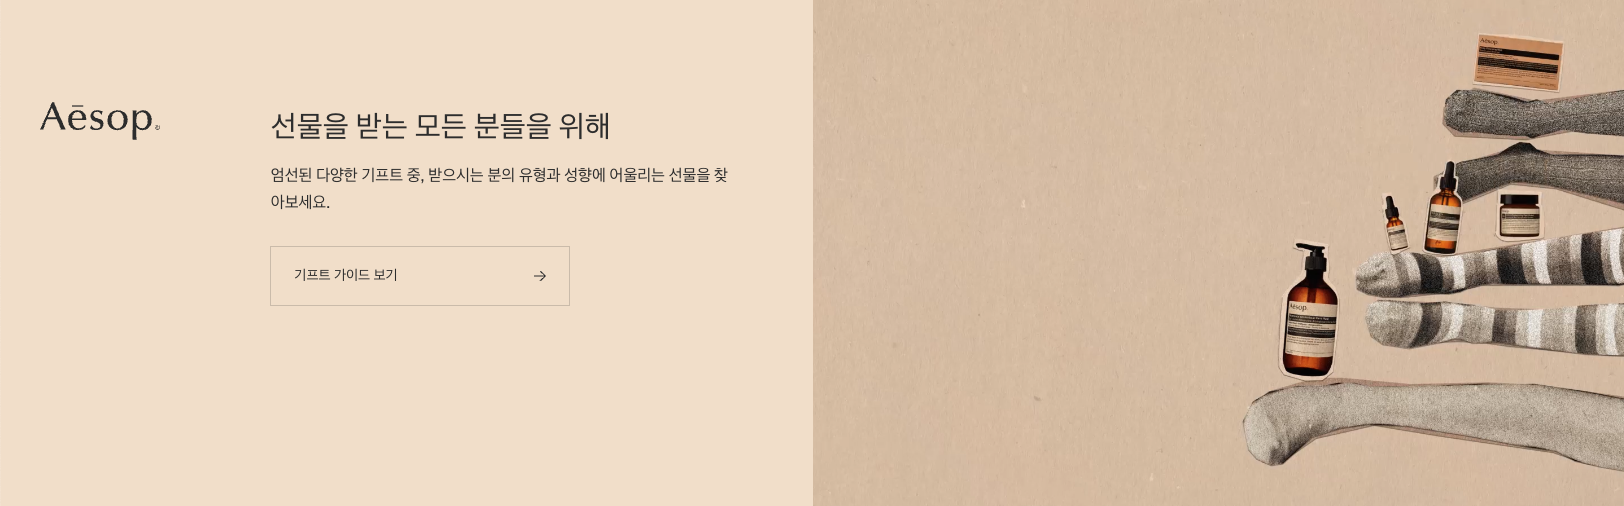 Aēsop
선물을 받는 모든 분들을 위해
엄선된 다양한 기프트 중, 받으시는 분의 유형과 성향에 어울리는 선물을 찾
아보세요.
기프트 가이드 보기 →
Aēsop
Aēsop